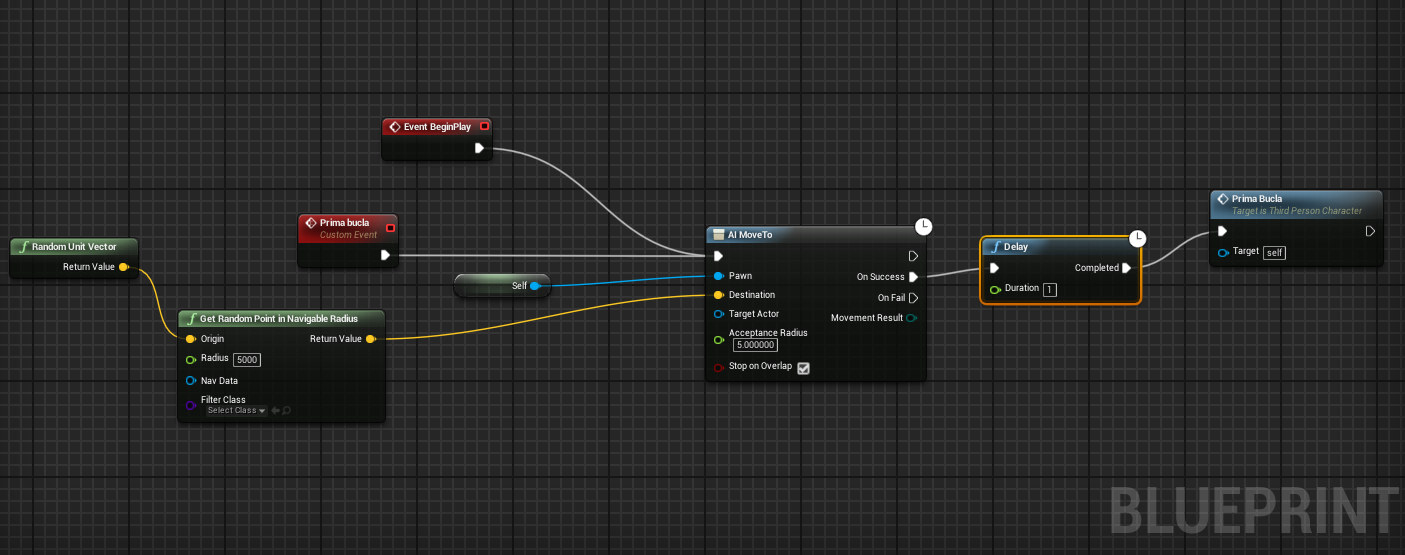 Event BeginPlay
Prima bucla
Custom Event
Random Unit Vector
Return Value
Self
Get Random Point in Navigable Radius
Origin
Return Value
Radius 5000
Nav Data
Filter Class
Select Class
AI MoveTo
Pawn
On Success
Destination
On Fail
Target Actor
Movement Result
Acceptance Radius
5.000000
Stop on Overlap
Delay
Completed
Duration 1
Prima Bucla
Target is Third Person Character
Target self
BLUEPRINT